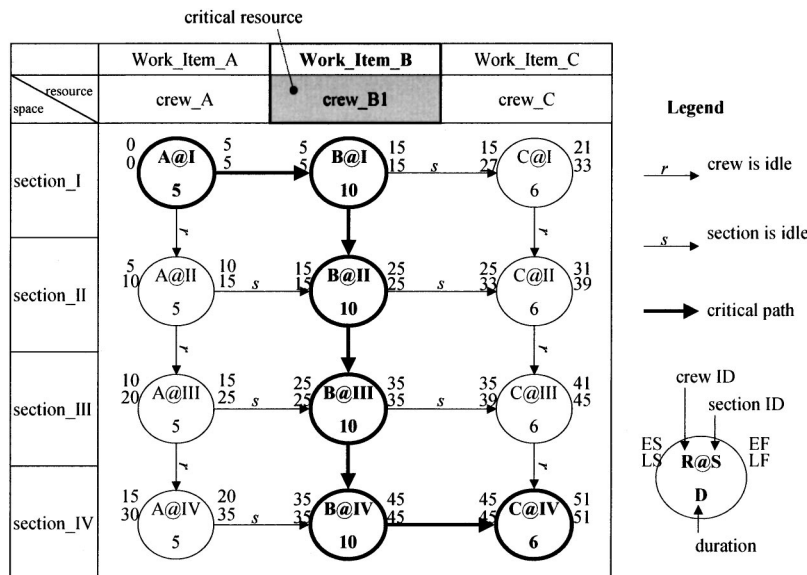 critical resource
Work_Item_A Work_Item_B Work_Item_C
resource
space
crew_A crew_B1 crew_C
Legend
section_I
0 5 5 15 15 21
0 5 5 15 27 33
A@I B@I C@I
s
5 10 6
r r
r crew is idle
s section is idle
section_II
5 10 15 25 25 31
10 15 15 25 33 39
A@II B@II C@II
s s
5 10 6
r r
critical path
section_III
10 15 25 35 35 41
20 25 25 35 39 45
A@III B@III C@III
s s
5 10 6
r r
crew ID
section ID
ES EF
LS R@S LF
D
duration
section_IV
15 20 35 45 45 51
30 35 35 45 45 51
A@IV B@IV C@IV
s
5 10 6